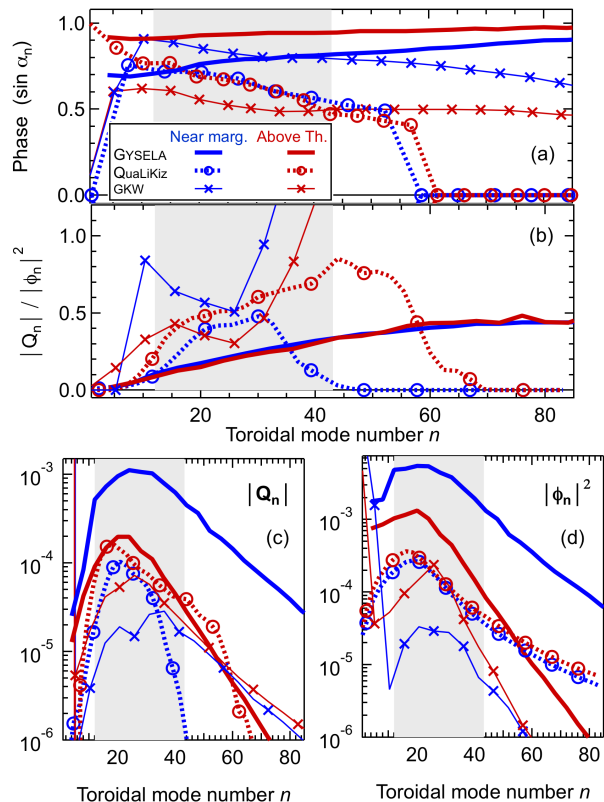 1.0
0.5
0.0
Phase (sin αn)
(a)
Near marg. Above Th.
GYSELA
QuaLiKiz
GKW
1.0
0.5
0.0
|Qn| / |ϕn|²
(b)
20 40 60 80
Toroidal mode number n
10⁻³
10⁻⁴
10⁻⁵
10⁻⁶
|Qn|
(c)
20 40 60 80
Toroidal mode number n
10⁻³
10⁻⁴
10⁻⁵
10⁻⁶
|ϕn|²
(d)
20 40 60 80
Toroidal mode number n